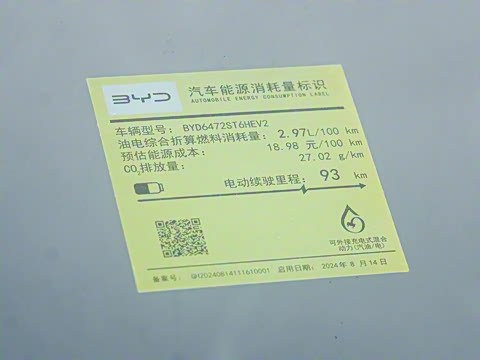 BYD 汽车能源消耗量标识
AUTOMOBILE ENERGY CONSUMPTION LABEL
车辆型号: BYD6472ST6HEV2
油电综合折算燃料消耗量: 2.97L/100 km
预估能源成本: 18.98 元/100 km
CO₂排放量: 27.02 g/km
电动续驶里程: 93 km
可外接充电式混合
动力(汽油/电)
备案号: QH20240814111610001 启用日期: 2024年 8 月 14 日